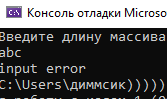 Консоль отладки Microso
Введите длину массива
abc
input error
C:\Users\диммсик)))))